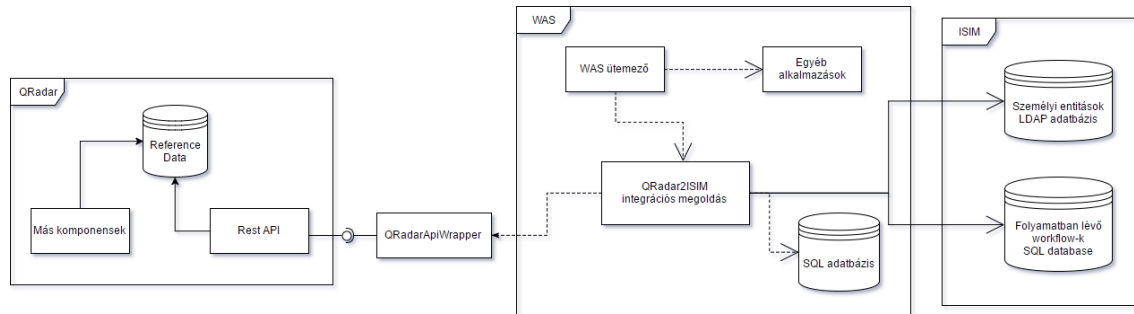 QRadar
Reference
Data
Más komponensek
Rest API
QRadarApiWrapper
WAS
WAS ütemező
Egyéb
alkalmazások
QRadar2ISIM
integrációs megoldás
SQL adatbázis
ISIM
Személyi entitások
LDAP adatbázis
Folyamatban lévő
workflow-k
SQL database